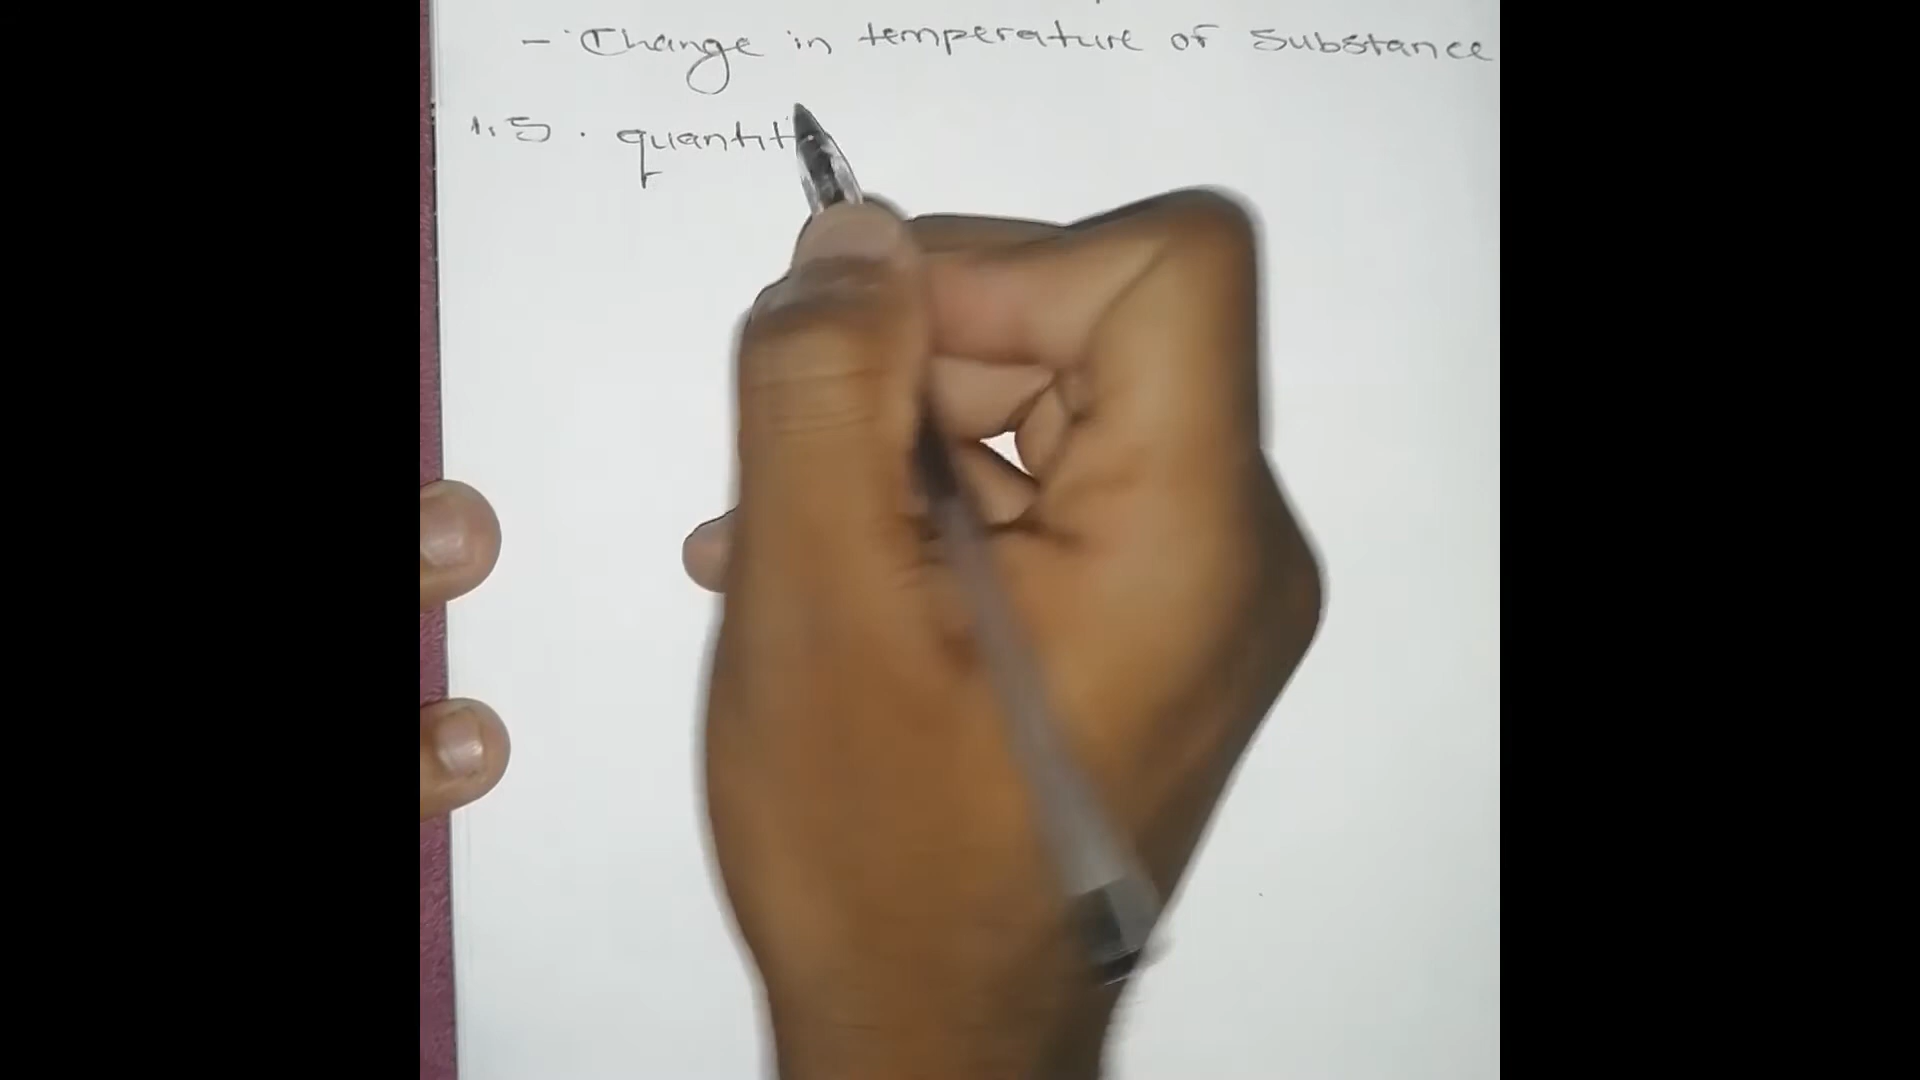 - Change in temperature of Substance
1.5. quantit